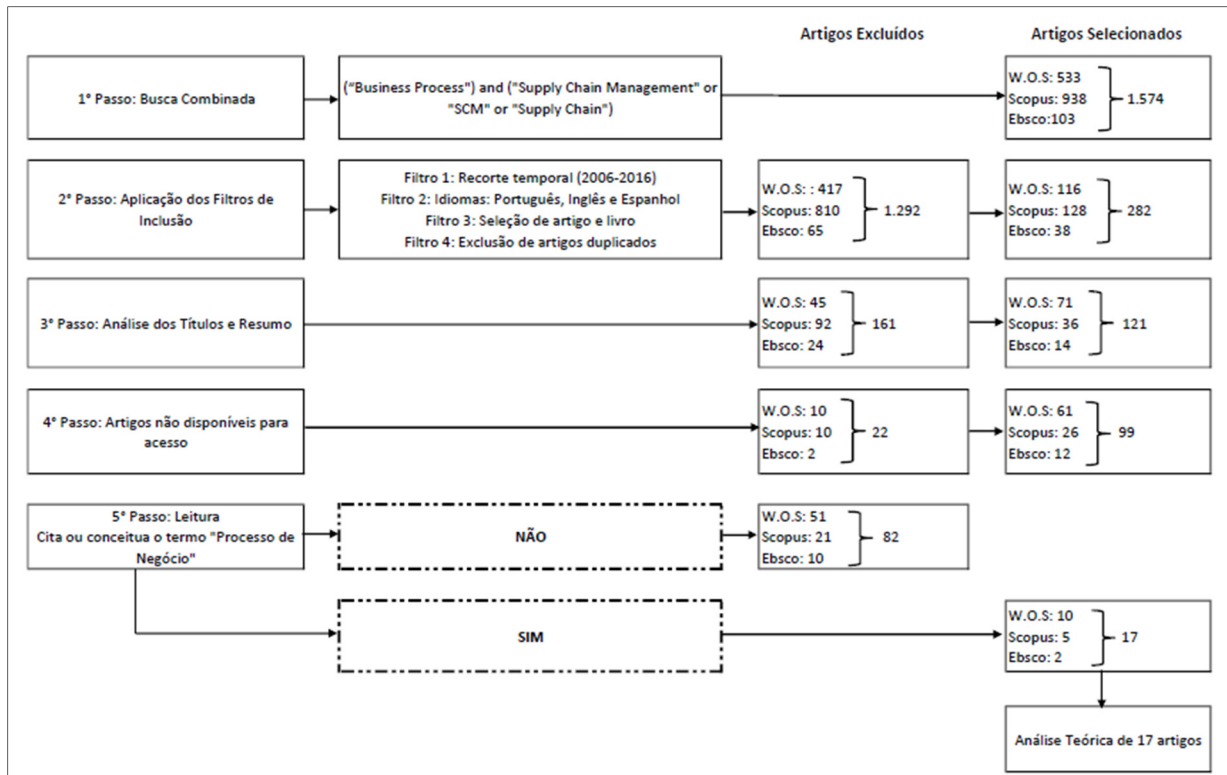 Artigos Excluídos
Artigos Selecionados
1° Passo: Busca Combinada
("Business Process") and ("Supply Chain Management" or
"SCM" or "Supply Chain")
W.O.S: 533
Scopus: 938
Ebsco:103
1.574
2° Passo: Aplicação dos Filtros de
Inclusão
Filtro 1: Recorte temporal (2006-2016)
Filtro 2: Idiomas: Português, Inglês e Espanhol
Filtro 3: Seleção de artigo e livro
Filtro 4: Exclusão de artigos duplicados
W.O.S: : 417
Scopus: 810
Ebsco: 65
1.292
W.O.S: 116
Scopus: 128
Ebsco: 38
282
3° Passo: Análise dos Títulos e Resumo
W.O.S: 45
Scopus: 92
Ebsco: 24
161
W.O.S: 71
Scopus: 36
Ebsco: 14
121
4° Passo: Artigos não disponíveis para
acesso
W.O.S: 10
Scopus: 10
Ebsco: 2
22
W.O.S: 61
Scopus: 26
Ebsco: 12
99
5° Passo: Leitura
Cita ou conceitua o termo "Processo de
Negócio"
NÃO
W.O.S: 51
Scopus: 21
Ebsco: 10
82
SIM
W.O.S: 10
Scopus: 5
Ebsco: 2
17
Análise Teórica de 17 artigos